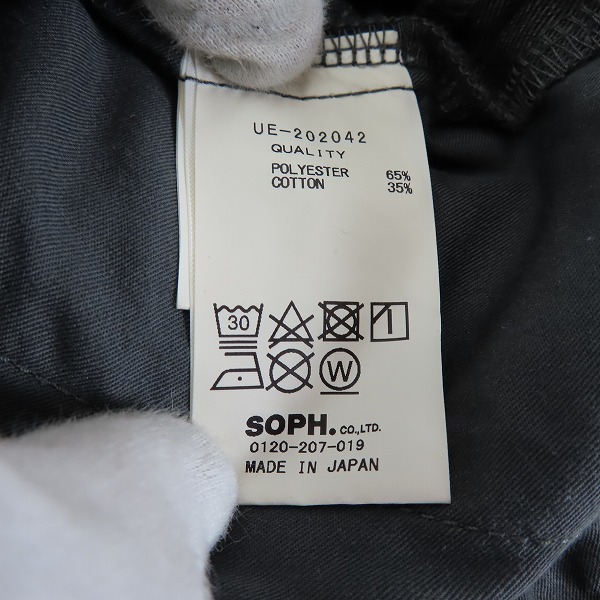 UE-202042
QUALITY
POLYESTER 65%
COTTON 35%
30
W
SOPH. CO.,LTD.
0120-207-019
MADE IN JAPAN